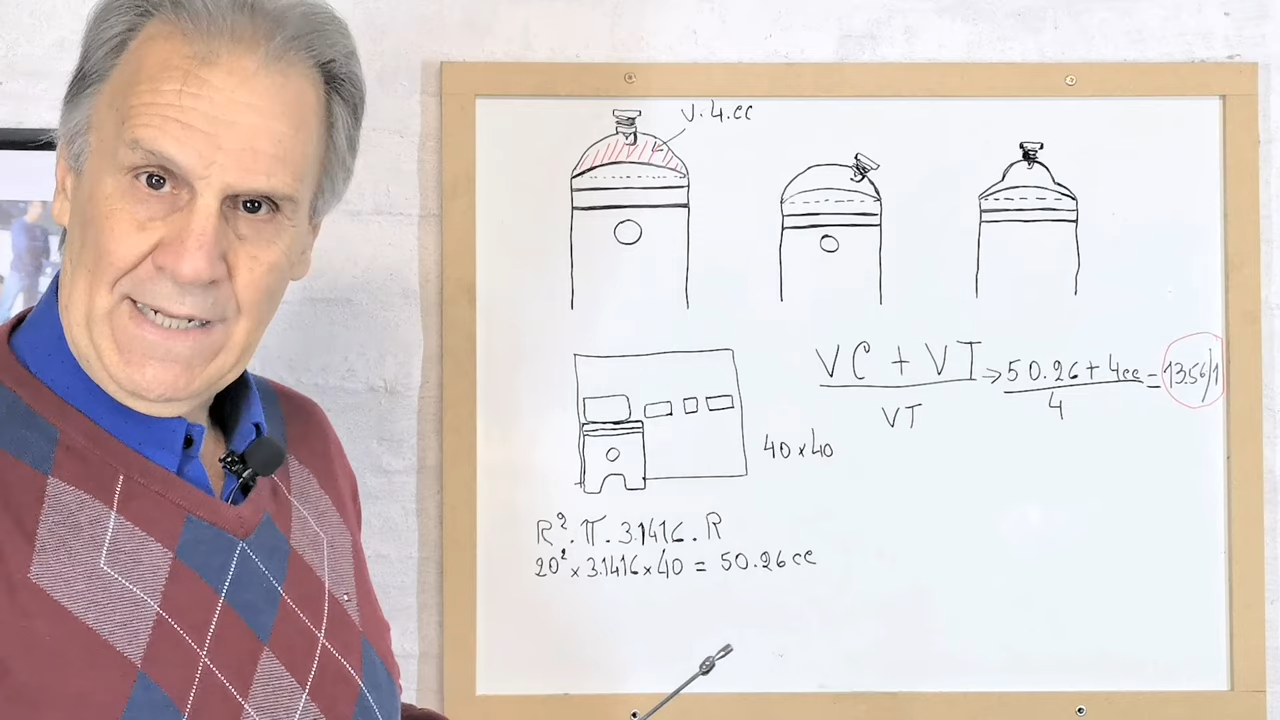 V.4.cc
VC + VT → 50.26 + 4cc = 13.56/1
VT
4
40 x 40
R². π. 3.1416. R
20² x 3.1416 x 40 = 50.26 cc